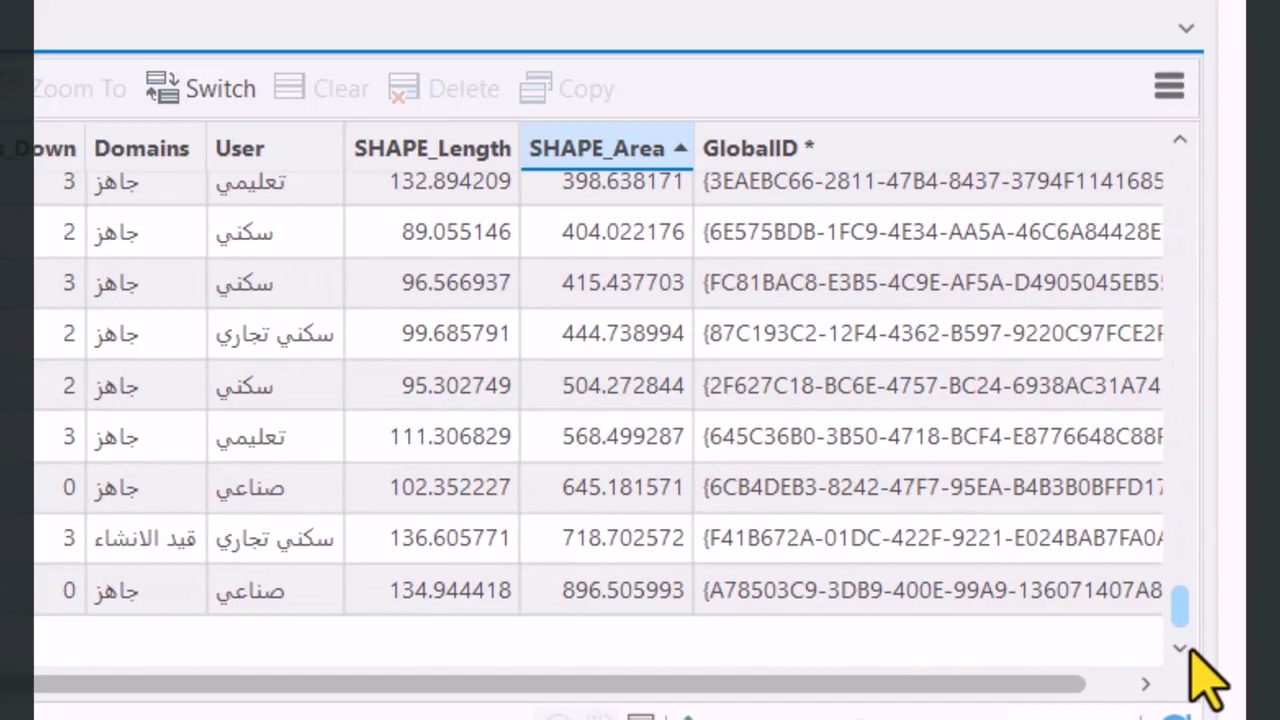 Zoom To Switch Clear Delete Copy
s_Down Domains User SHAPE_Length SHAPE_Area GlobalID *
3 جاهز تعليمي 132.894209 398.638171 {3EAEBC66-2811-47B4-8437-3794F1141685
2 جاهز سكني 89.055146 404.022176 {6E575BDB-1FC9-4E34-AA5A-46C6A84428E
3 جاهز سكني 96.566937 415.437703 {FC81BAC8-E3B5-4C9E-AF5A-D4905045EB55
2 جاهز سكني تجاري 99.685791 444.738994 {87C193C2-12F4-4362-B597-9220C97FCE2F
2 جاهز سكني 95.302749 504.272844 {2F627C18-BC6E-4757-BC24-6938AC31A74
3 جاهز تعليمي 111.306829 568.499287 {645C36B0-3B50-4718-BCF4-E8776648C88F
0 جاهز صناعي 102.352227 645.181571 {6CB4DEB3-8242-47F7-95EA-B4B3B0BFFD17
3 قيد الانشاء سكني تجاري 136.605771 718.702572 {F41B672A-01DC-422F-9221-E024BAB7FA0A
0 جاهز صناعي 134.944418 896.505993 {A78503C9-3DB9-400E-99A9-136071407A8